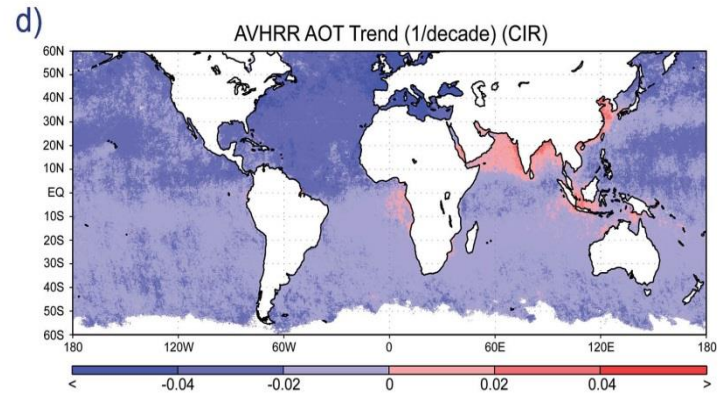 d)
AVHRR AOT Trend (1/decade) (CIR)
60N
50N
40N
30N
20N
10N
EQ
10S
20S
30S
40S
50S
60S
180 120W 60W 0 60E 120E 180
< -0.04 -0.02 0 0.02 0.04 >